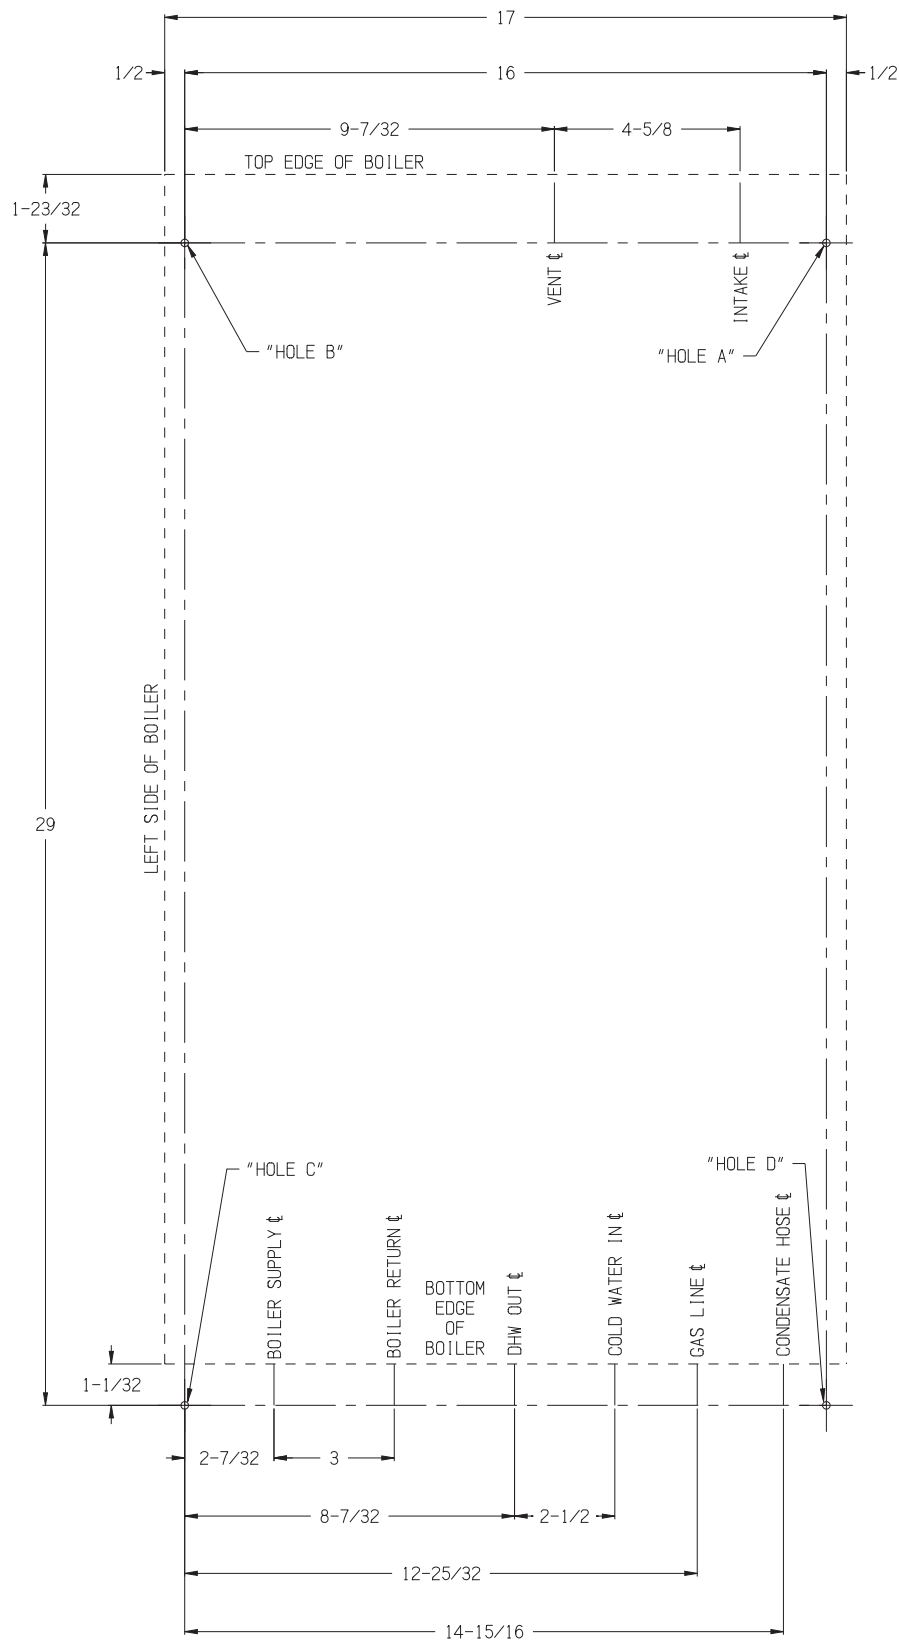 17
1/2
16
1/2
9-7/32
4-5/8
TOP EDGE OF BOILER
1-23/32
VENT ℄
INTAKE ℄
"HOLE B"
"HOLE A"
LEFT SIDE OF BOILER
29
"HOLE C"
"HOLE D"
BOILER SUPPLY ℄
BOILER RETURN ℄
BOTTOM
EDGE
OF
BOILER
DHW OUT ℄
COLD WATER IN ℄
GAS LINE ℄
CONDENSATE HOSE ℄
1-1/32
2-7/32
3
8-7/32
2-1/2
12-25/32
14-15/16